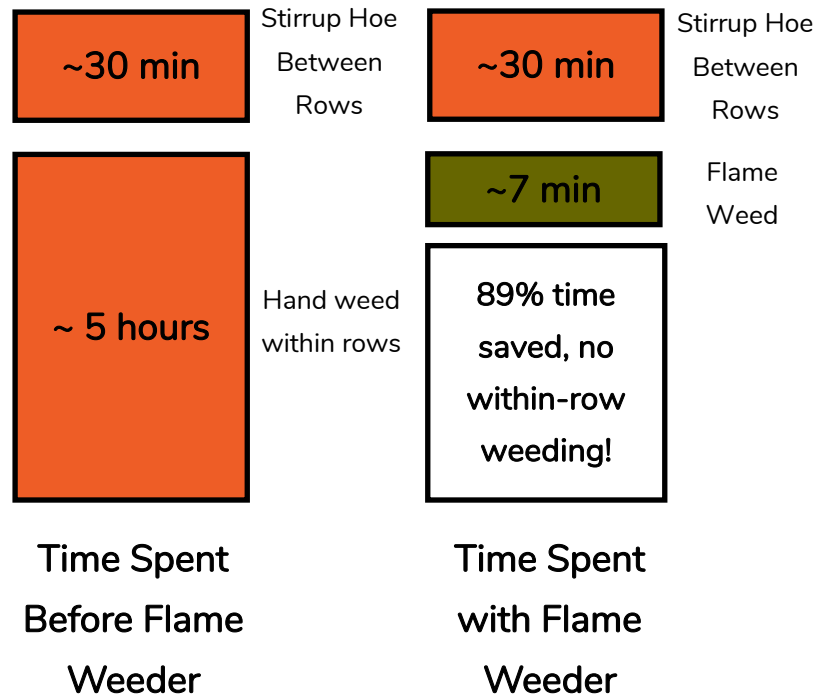 ~30 min
Stirrup Hoe
Between
Rows
~ 5 hours
Hand weed
within rows
Time Spent
Before Flame
Weeder
~30 min
Stirrup Hoe
Between
Rows
~7 min
Flame
Weed
89% time
saved, no
within-row
weeding!
Time Spent
with Flame
Weeder